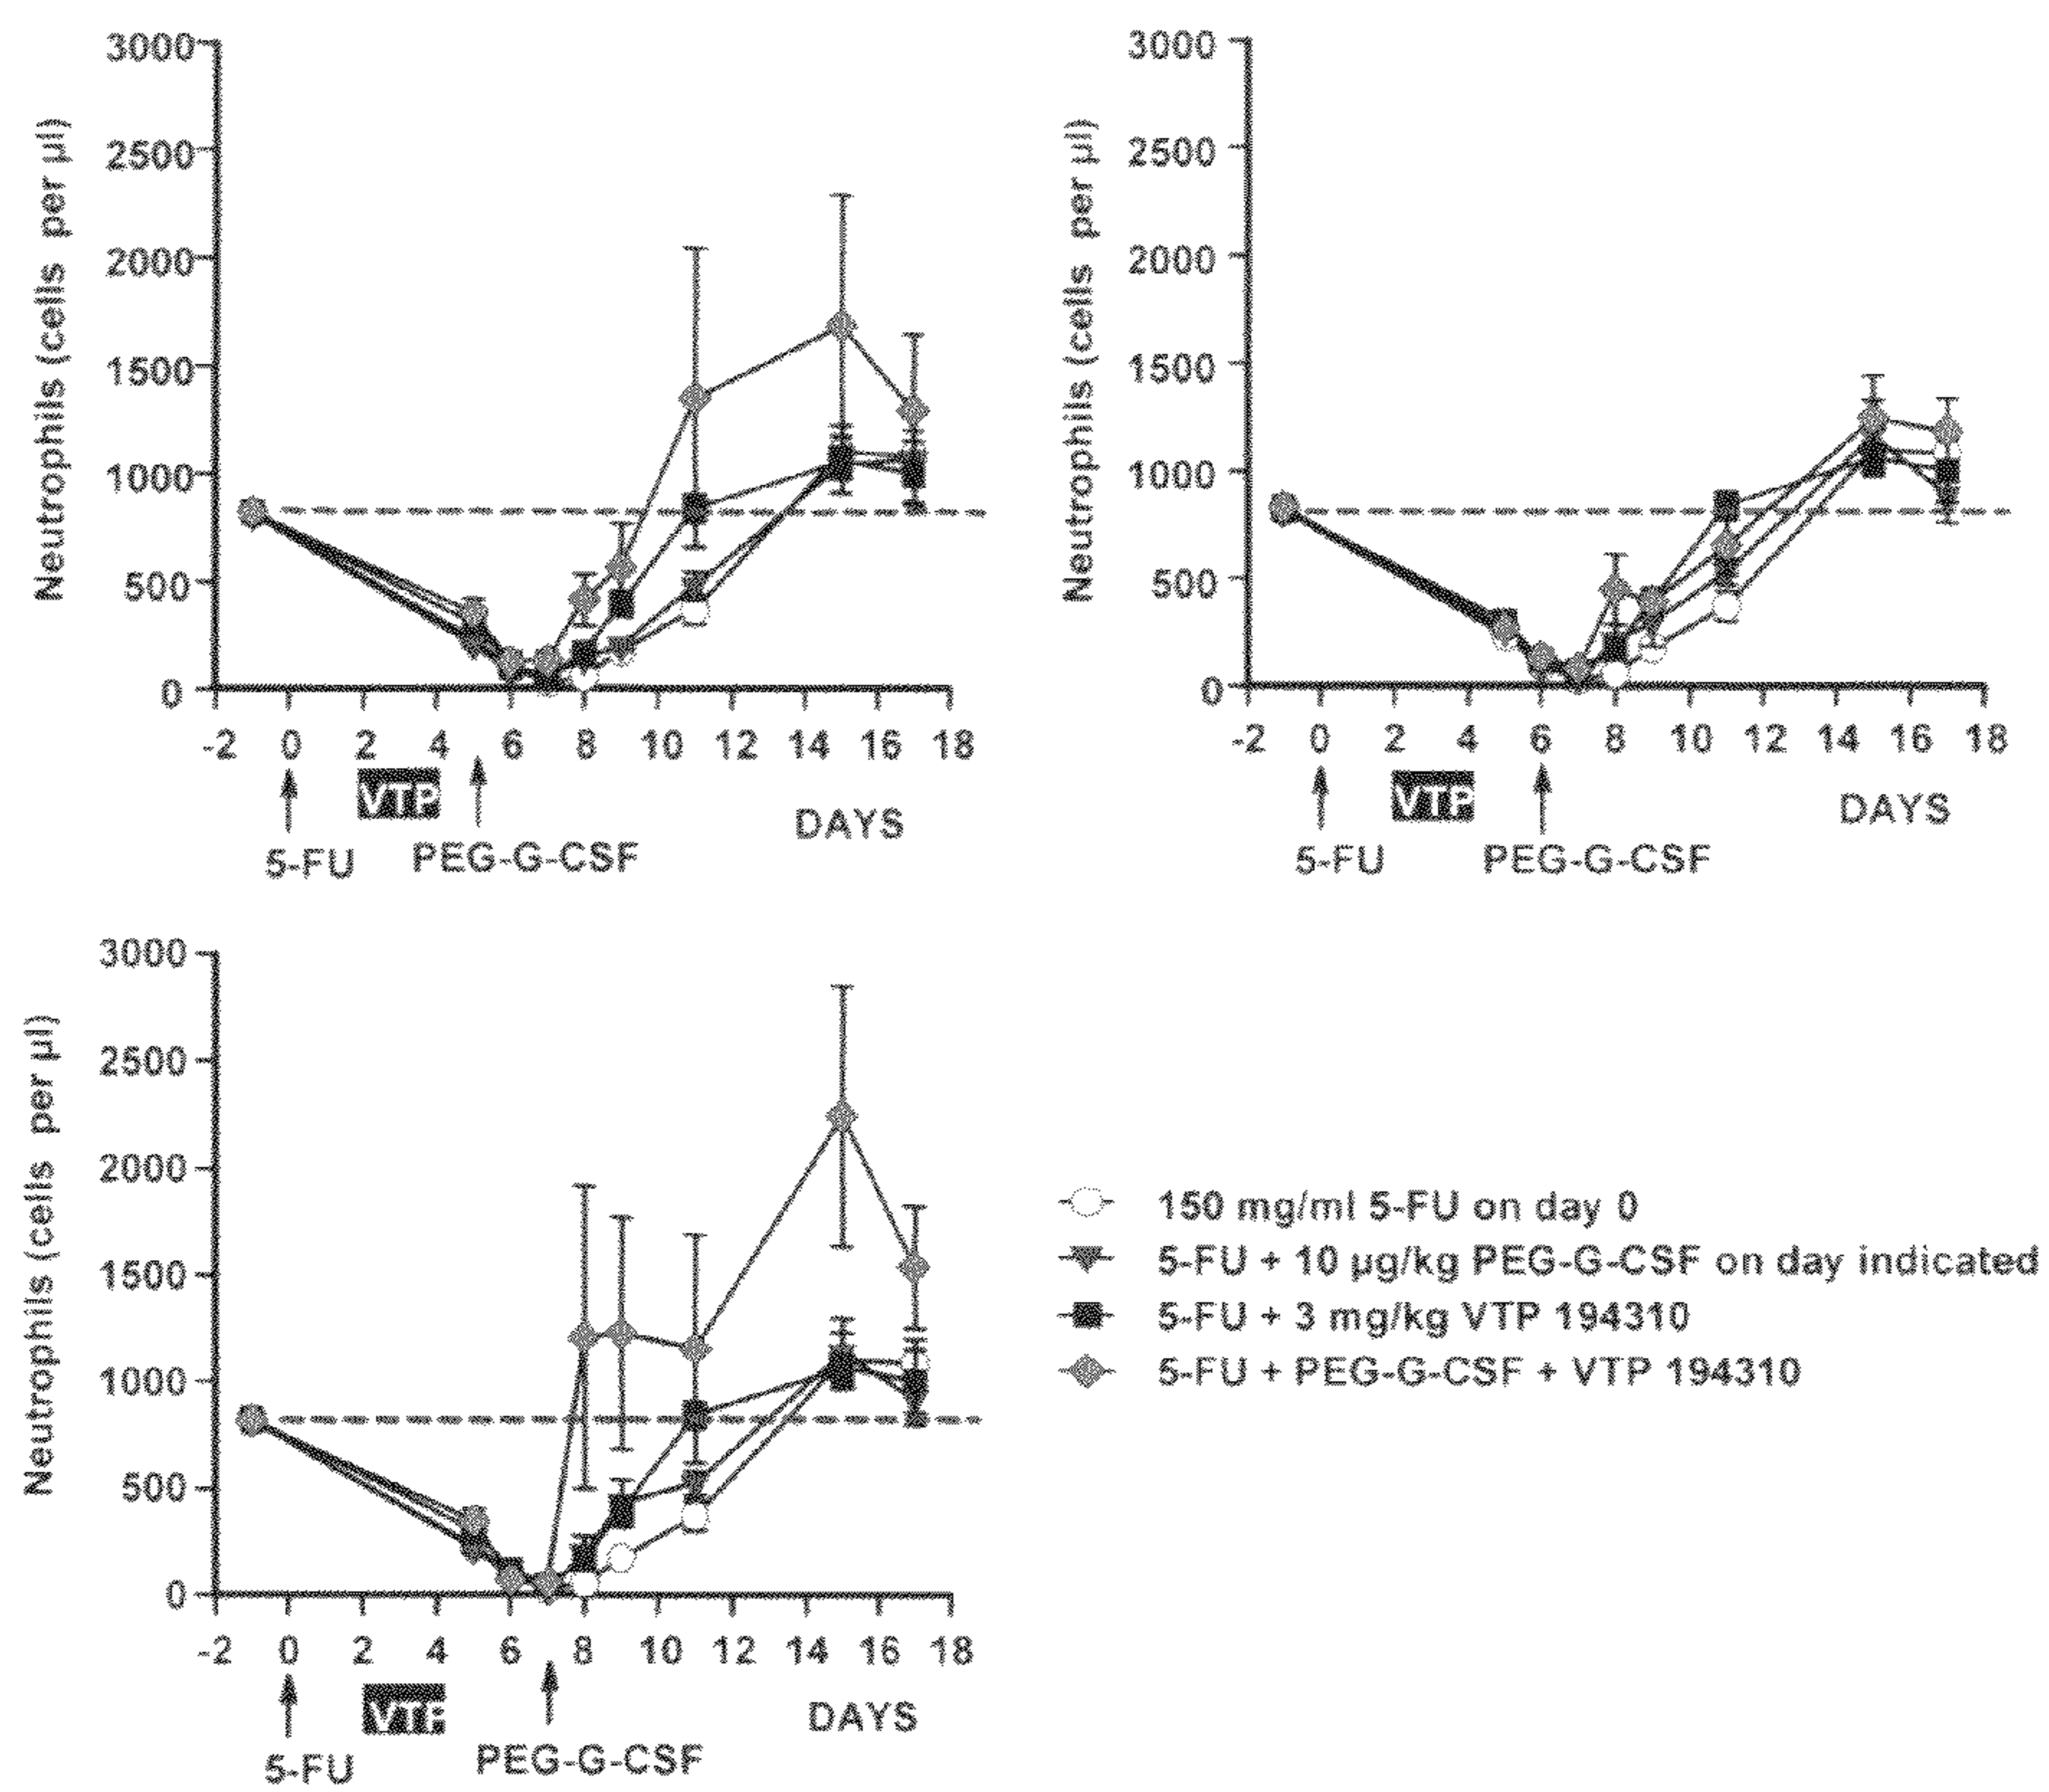 Neutrophils (cells per µl)
3000
2500
2000
1500
1000
500
0
-2 0 2 4 6 8 10 12 14 16 18
VTP
DAYS
5-FU
PEG-G-CSF
Neutrophils (cells per µl)
3000
2500
2000
1500
1000
500
0
-2 0 2 4 6 8 10 12 14 16 18
VTP
DAYS
5-FU
PEG-G-CSF
Neutrophils (cells per µl)
3000
2500
2000
1500
1000
500
0
-2 0 2 4 6 8 10 12 14 16 18
VTP
DAYS
5-FU
PEG-G-CSF
150 mg/ml 5-FU on day 0
5-FU + 10 µg/kg PEG-G-CSF on day indicated
5-FU + 3 mg/kg VTP 194310
5-FU + PEG-G-CSF + VTP 194310